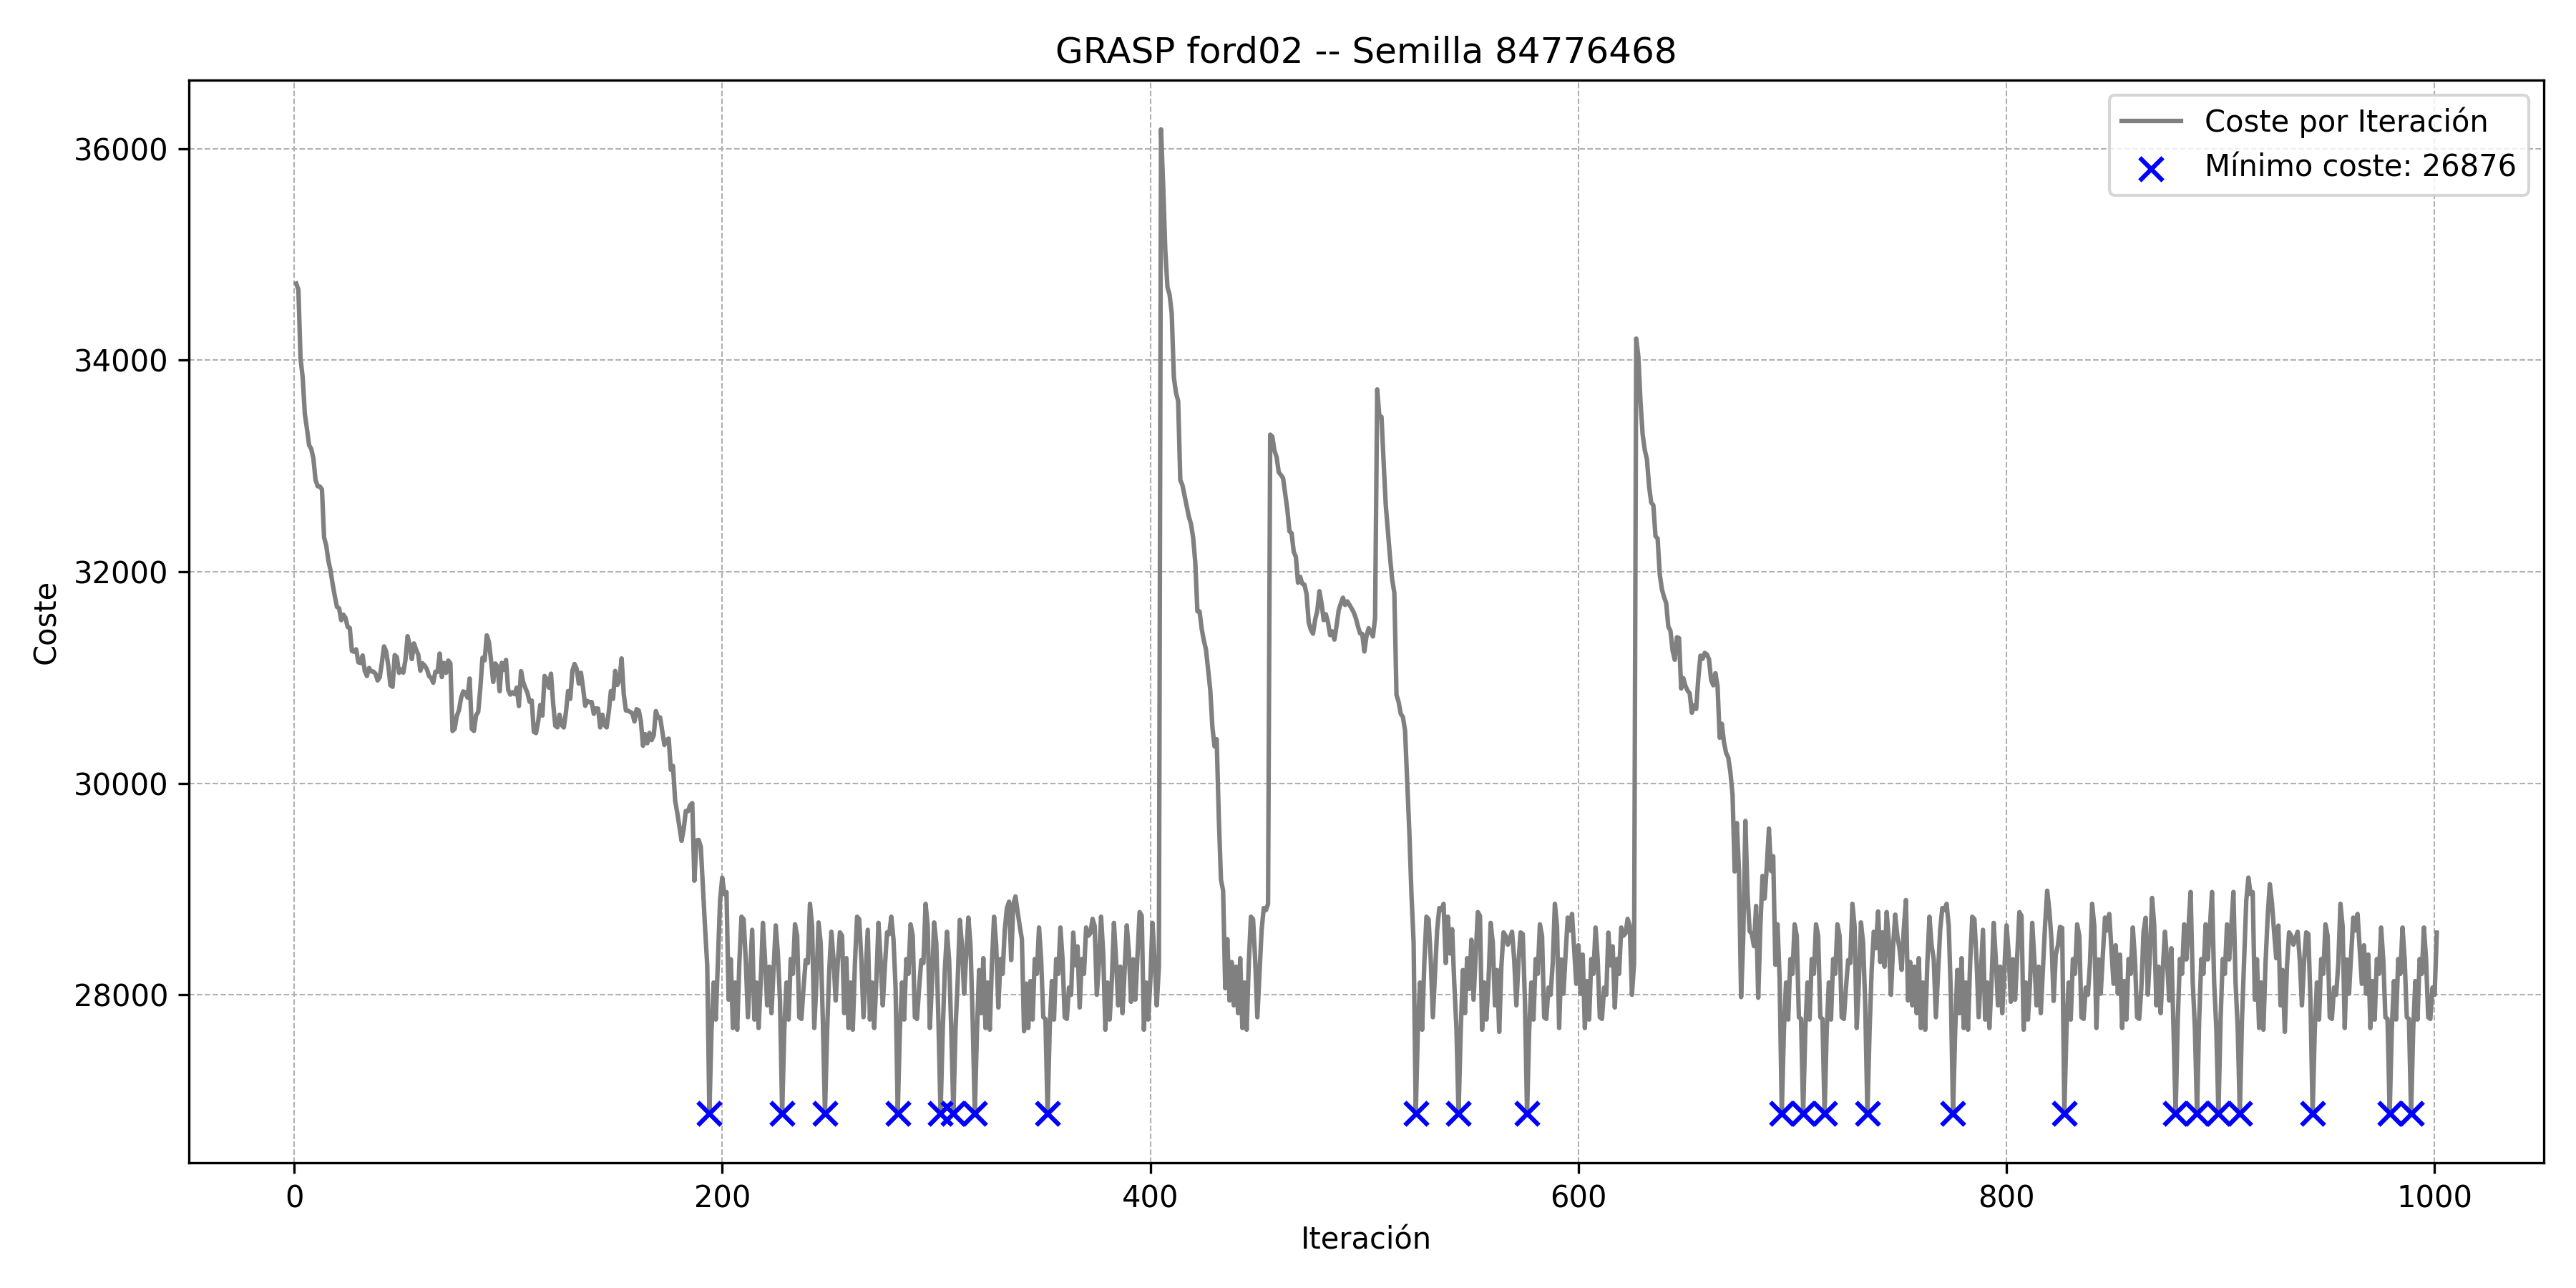 GRASP ford02 -- Semilla 84776468
Coste por Iteración
Mínimo coste: 26876
36000
34000
32000
30000
28000
Coste
0 200 400 600 800 1000
Iteración